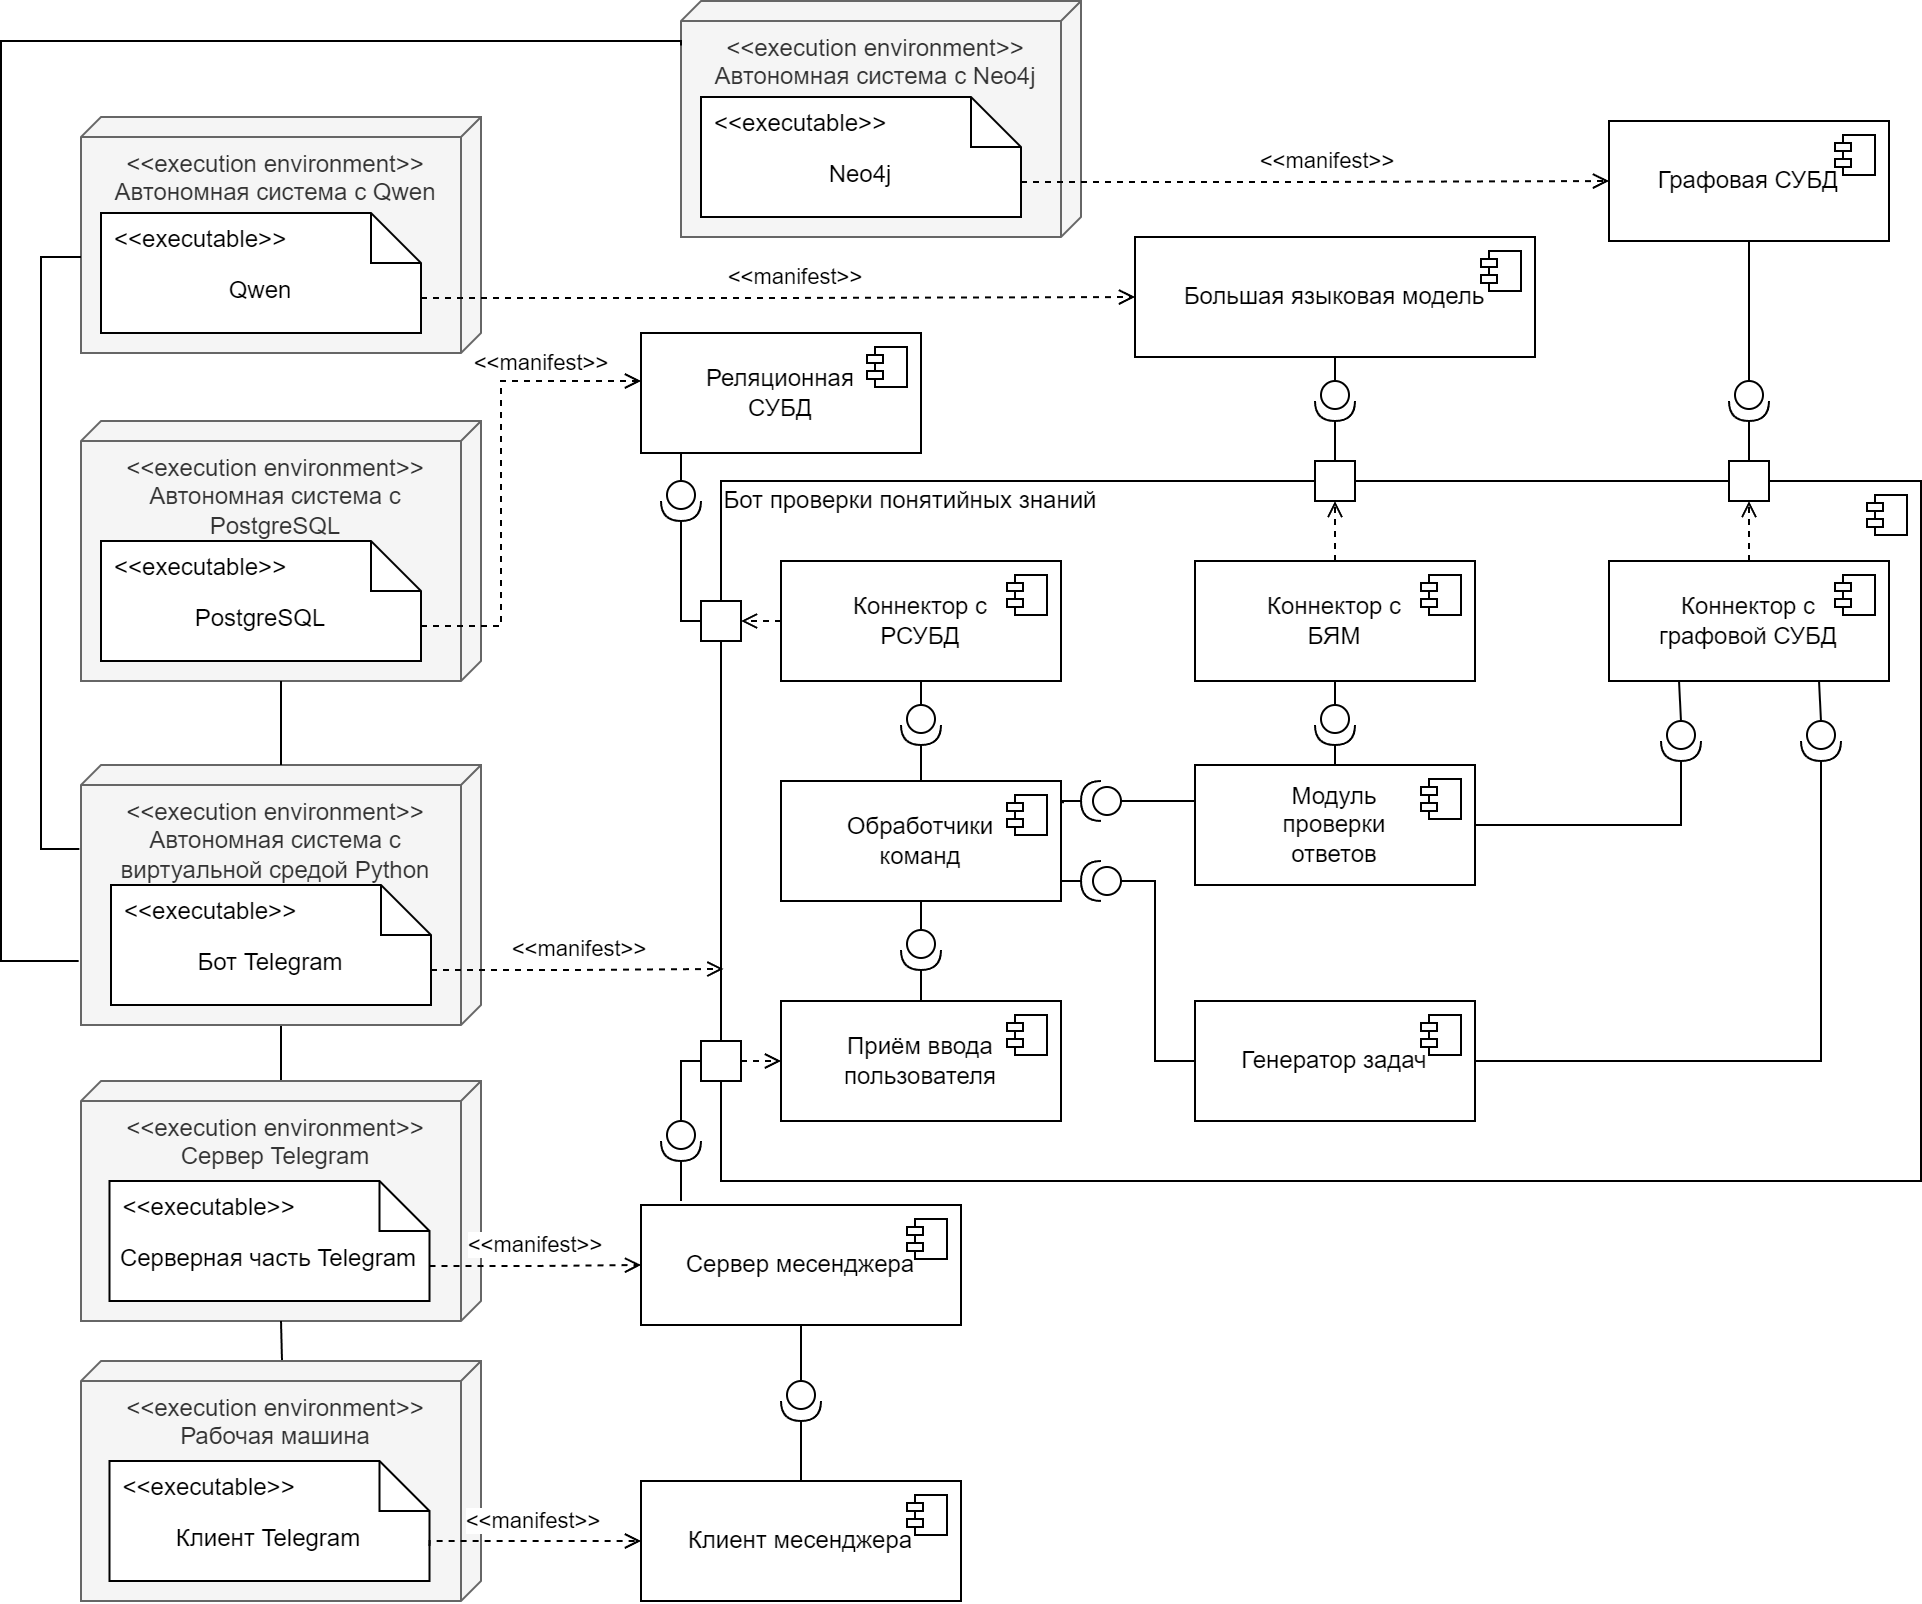 <<execution environment>>
Автономная система с Neo4j
<<executable>>
Neo4j
<<manifest>>
Графовая СУБД
<<execution environment>>
Автономная система с Qwen
<<executable>>
Qwen
<<manifest>>
Большая языковая модель
<<manifest>>
Реляционная
СУБД
<<execution environment>>
Автономная система с
PostgreSQL
<<executable>>
PostgreSQL
Бот проверки понятийных знаний
Коннектор с
РСУБД
Коннектор с
БЯМ
Коннектор с
графовой СУБД
<<execution environment>>
Автономная система с
виртуальной средой Python
<<executable>>
Бот Telegram
<<manifest>>
Обработчики
команд
Модуль
проверки
ответов
Приём ввода
пользователя
Генератор задач
<<execution environment>>
Сервер Telegram
<<executable>>
Серверная часть Telegram
<<manifest>>
Сервер месенджера
<<execution environment>>
Рабочая машина
<<executable>>
Клиент Telegram
<<manifest>>
Клиент месенджера